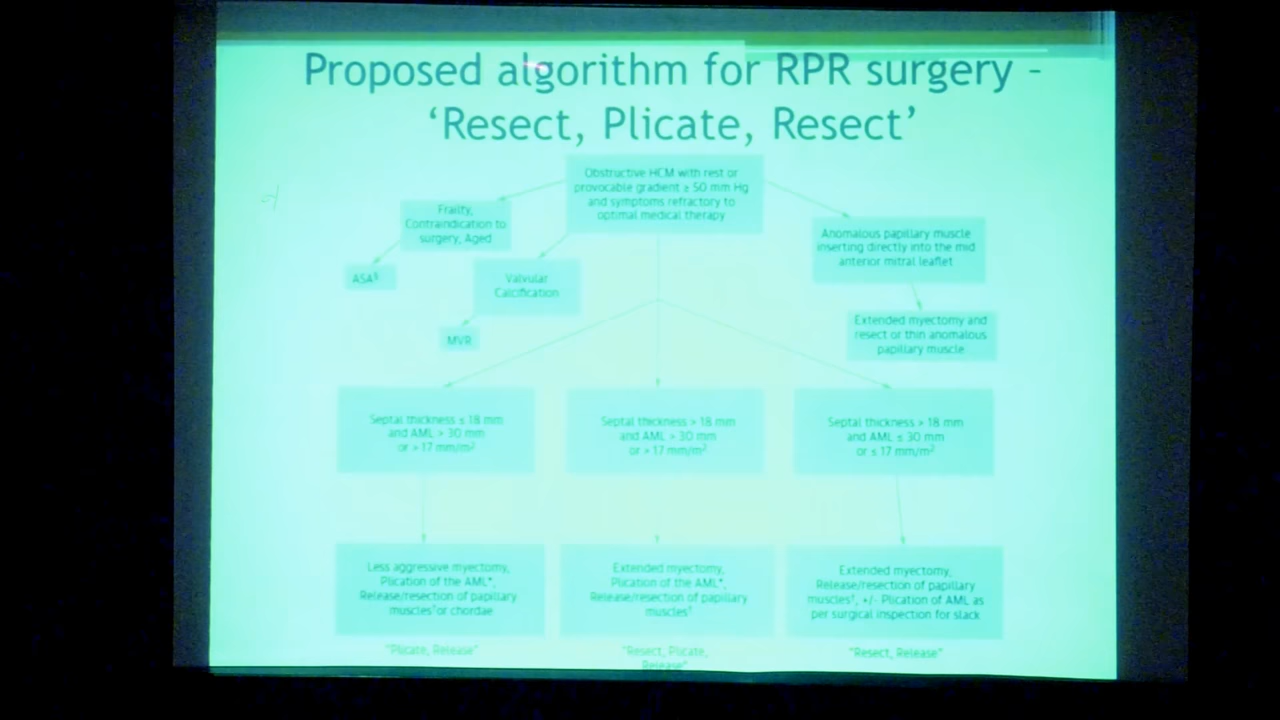 Proposed algorithm for RPR surgery –
‘Resect, Plicate, Resect’
Obstructive HCM with rest or
provocable gradient ≥ 50 mm Hg
and symptoms refractory to
optimal medical therapy
Frailty,
Contraindication to
surgery, Aged
ASA§
Valvular
Calcification
MVR
Anomalous papillary muscle
inserting directly into the mid
anterior mitral leaflet
Extended myectomy and
resect or thin anomalous
papillary muscle
Septal thickness ≤ 18 mm
and AML > 30 mm
or > 17 mm/m²
Septal thickness > 18 mm
and AML > 30 mm
or > 17 mm/m²
Septal thickness > 18 mm
and AML ≤ 30 mm
or ≤ 17 mm/m²
Less aggressive myectomy,
Plication of the AML*,
Release/resection of papillary
muscles† or chordae
Extended myectomy,
Plication of the AML*,
Release/resection of papillary
muscles†
Extended myectomy,
Release/resection of papillary
muscles†, +/- Plication of AML as
per surgical inspection for slack
"Plicate, Release"
"Resect, Plicate,
Release"
"Resect, Release"